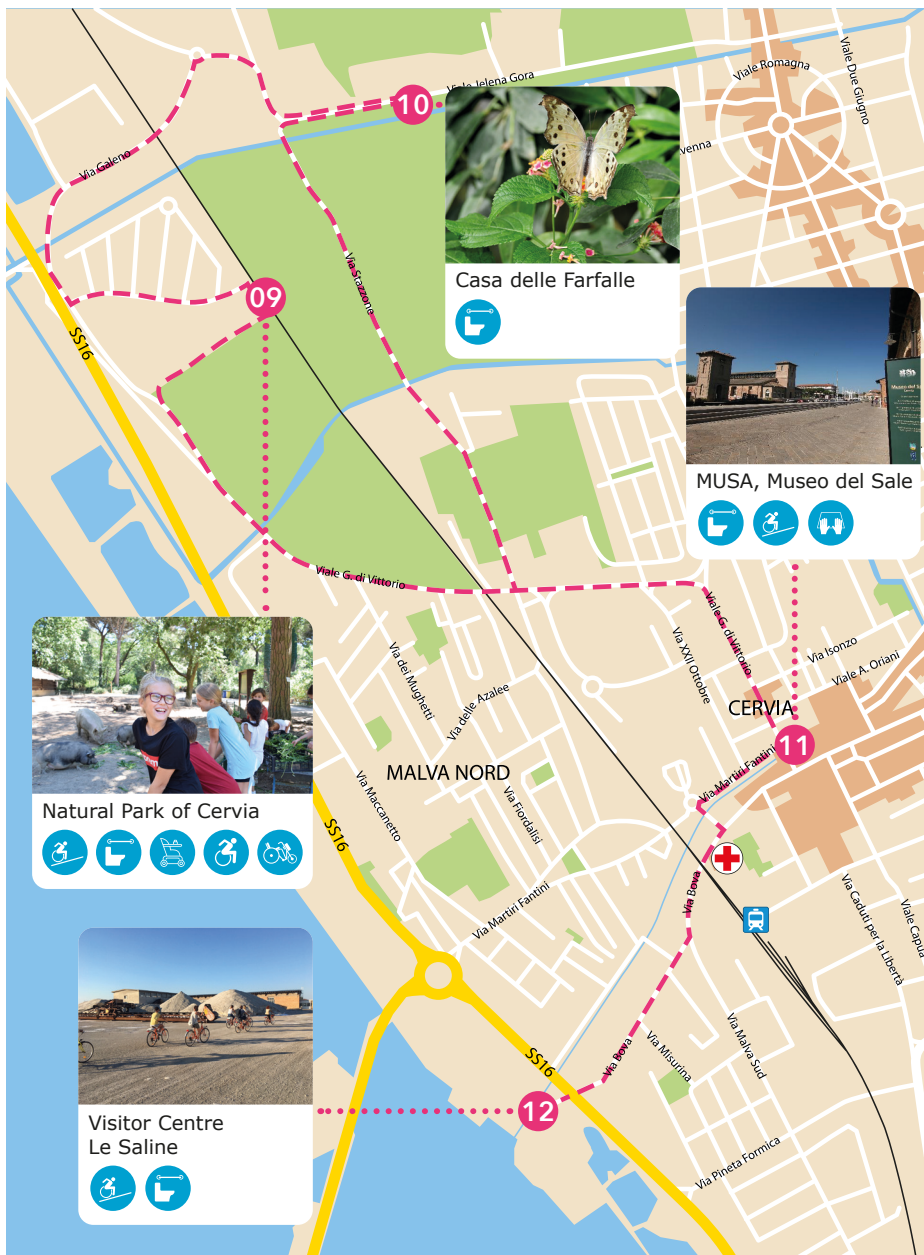 Viale Jelena Gora
Viale Romagna
Viale Due Giugno
10
venna
Via Galeno
Via Stazzone
Casa delle Farfalle
09
SS16
Museo del Sale
MUSA, Museo del Sale
Viale G. di Vittorio
Viale G. di Vittorio
Via XXII Ottobre
Via Isonzo
Viale A. Oriani
Via dei Mughetti
Via delle Azalee
CERVIA
11
Via Martiri Fantini
MALVA NORD
Natural Park of Cervia
Via Maccanetto
Via Fiordalisi
SS16
Via Bova
Via Martiri Fantini
Via Caduti per la Libertà
Viale Capua
Visitor Centre
Le Saline
SS16
Via Bova
Via Misurina
Via Malva Sud
12
Via Pineta Formica